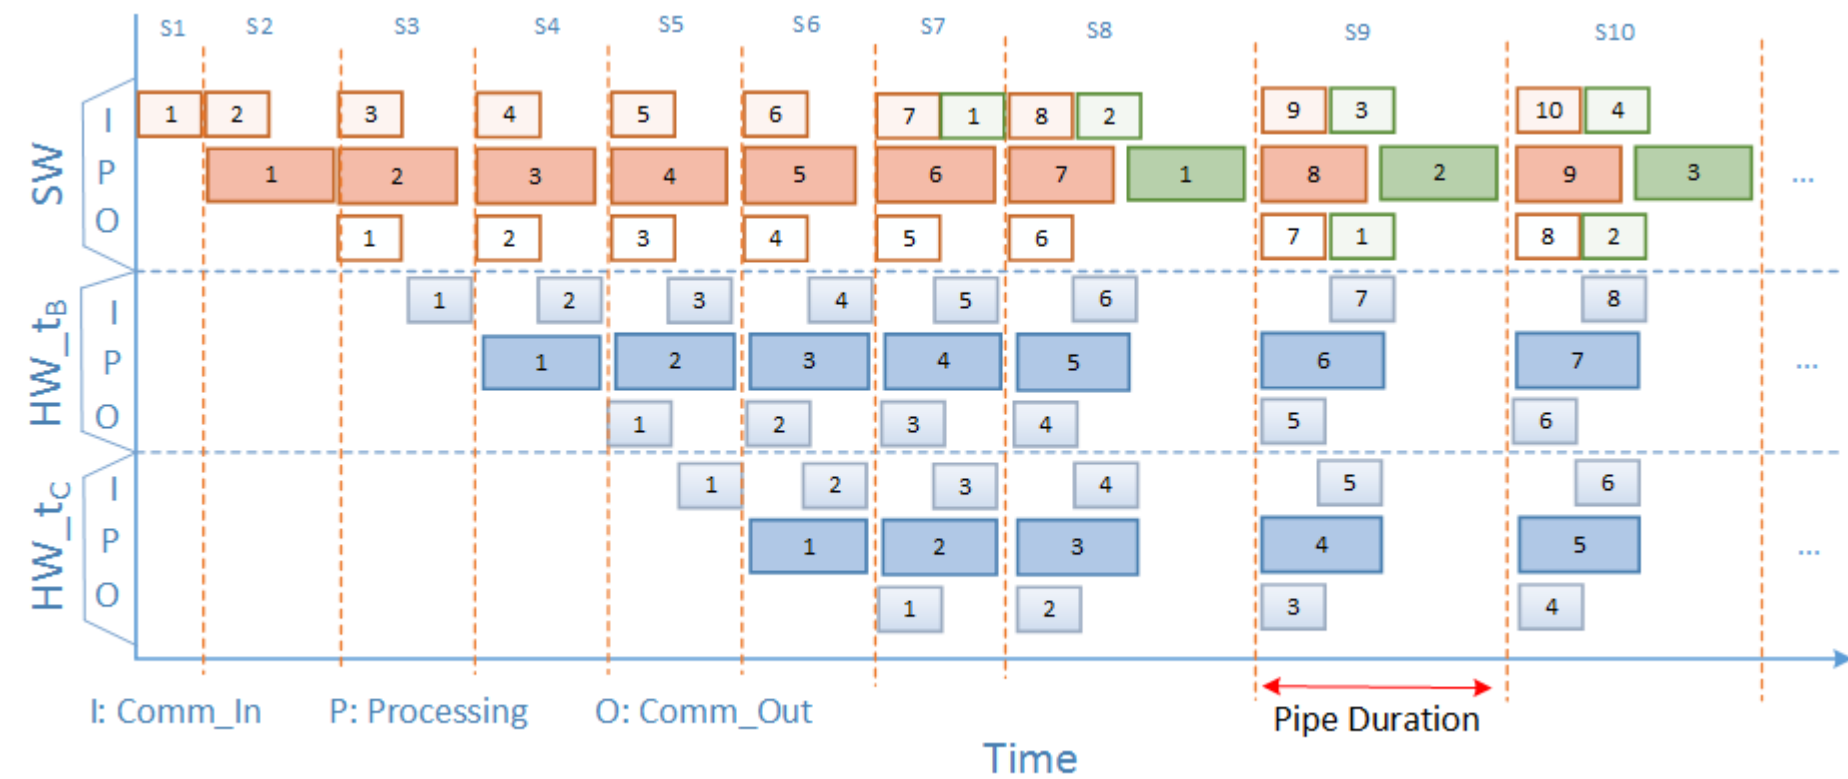 S1 S2 S3 S4 S5 S6 S7 S8 S9 S10
SW
I 1 2 3 4 5 6 7 1 8 2 9 3 10 4
P 1 2 3 4 5 6 7 1 8 2 9 3 ...
O 1 2 3 4 5 6 7 1 8 2
HW_tB
I 1 2 3 4 5 6 7 8
P 1 2 3 4 5 6 7 ...
O 1 2 3 4 5 6
HW_tC
I 1 2 3 4 5 6
P 1 2 3 4 5 ...
O 1 2 3 4
I: Comm_In P: Processing O: Comm_Out
Pipe Duration
Time